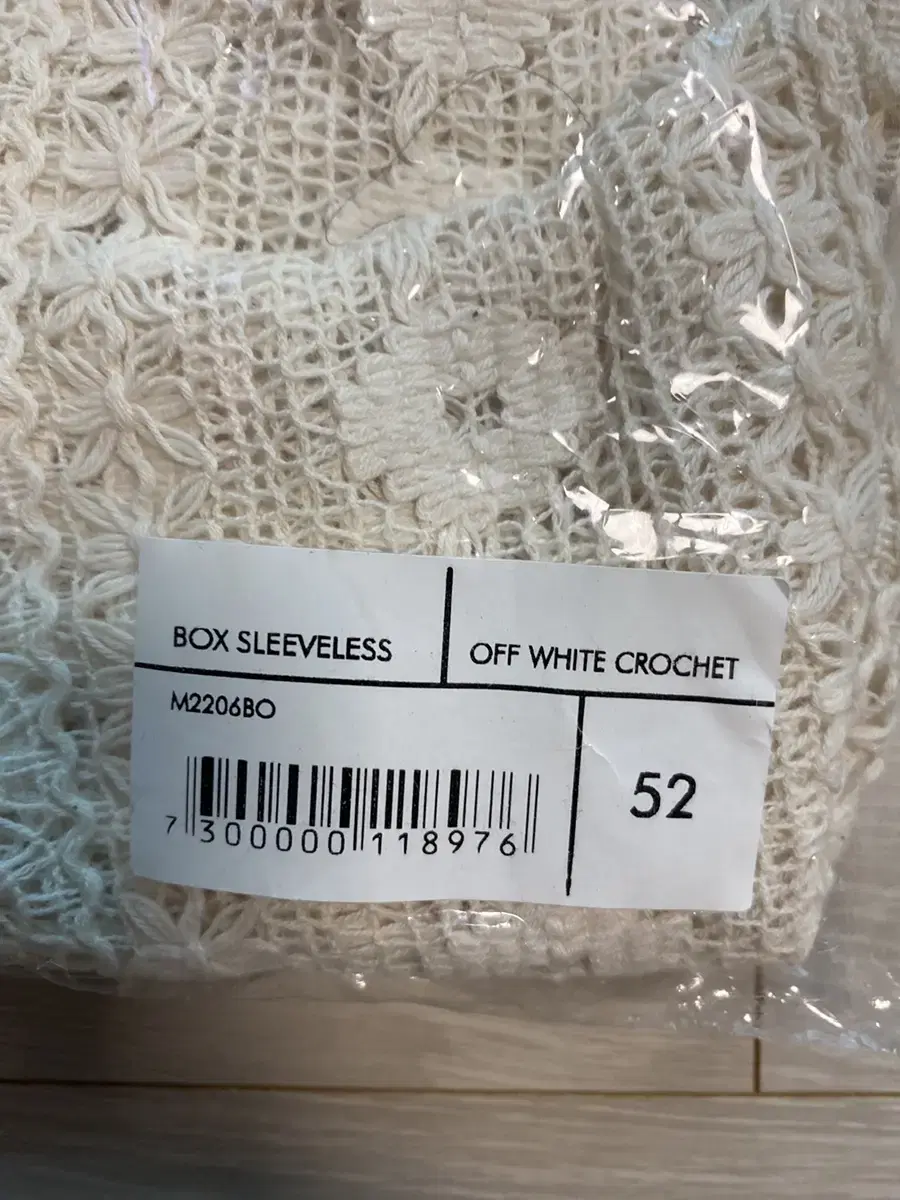 BOX SLEEVELESS
OFF WHITE CROCHET
M2206BO
52
7 300000 118976